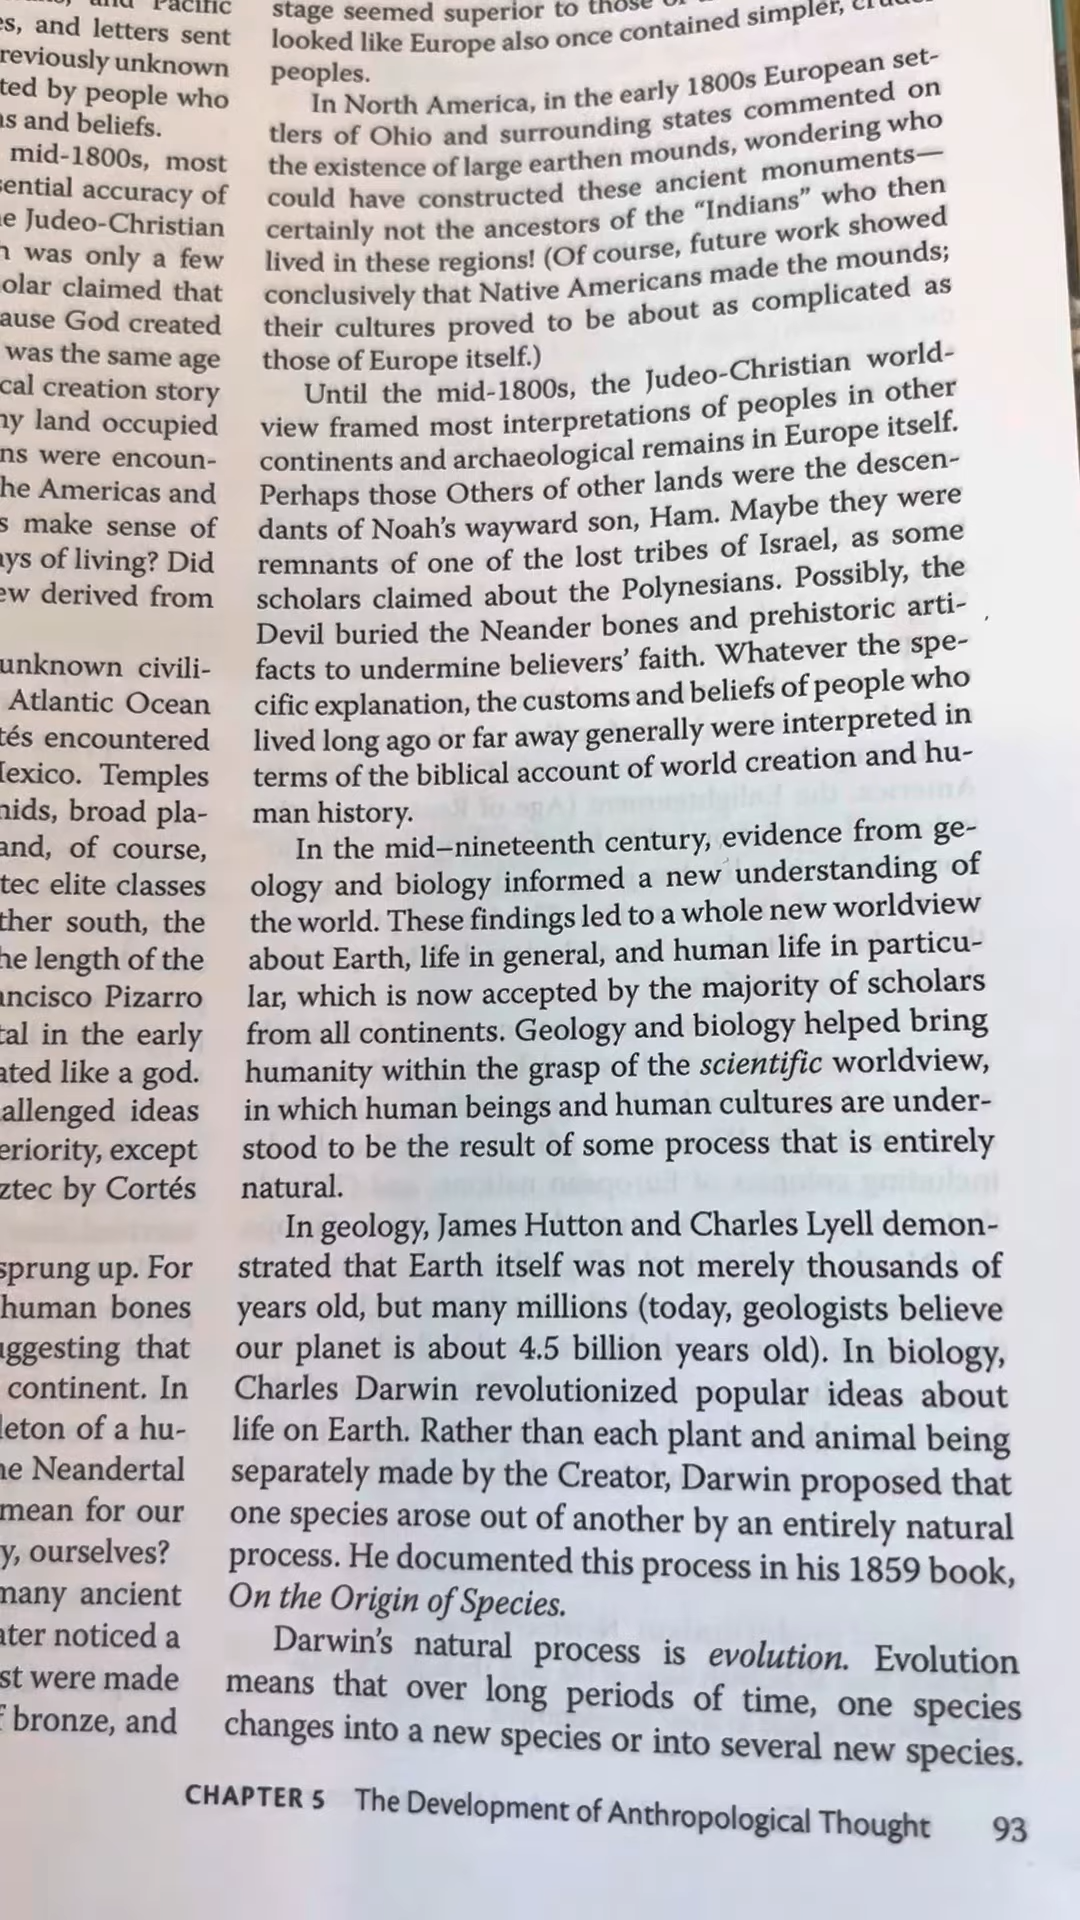 Pacific
es, and letters sent
reviously unknown
ted by people who
ns and beliefs.
mid-1800s, most
sential accuracy of
e Judeo-Christian
was only a few
olar claimed that
ause God created
was the same age
cal creation story
ny land occupied
ns were encoun-
he Americas and
s make sense of
ays of living? Did
ew derived from
unknown civili-
Atlantic Ocean
tés encountered
Mexico. Temples
mids, broad pla-
and, of course,
tec elite classes
ther south, the
he length of the
ancisco Pizarro
tal in the early
ated like a god.
allenged ideas
eriority, except
ztec by Cortés
sprung up. For
human bones
uggesting that
continent. In
leton of a hu-
he Neandertal
mean for our
y, ourselves?
many ancient
ater noticed a
st were made
f bronze, and
stage seemed superior to those
looked like Europe also once contained simpler,
peoples.
In North America, in the early 1800s European set-
tlers of Ohio and surrounding states commented on
the existence of large earthen mounds, wondering who
could have constructed these ancient monuments—
certainly not the ancestors of the “Indians” who then
lived in these regions! (Of course, future work showed
conclusively that Native Americans made the mounds;
their cultures proved to be about as complicated as
those of Europe itself.)
Until the mid-1800s, the Judeo-Christian world-
view framed most interpretations of peoples in other
continents and archaeological remains in Europe itself.
Perhaps those Others of other lands were the descen-
dants of Noah’s wayward son, Ham. Maybe they were
remnants of one of the lost tribes of Israel, as some
scholars claimed about the Polynesians. Possibly, the
Devil buried the Neander bones and prehistoric arti-
facts to undermine believers’ faith. Whatever the spe-
cific explanation, the customs and beliefs of people who
lived long ago or far away generally were interpreted in
terms of the biblical account of world creation and hu-
man history.
In the mid–nineteenth century, evidence from ge-
ology and biology informed a new understanding of
the world. These findings led to a whole new worldview
about Earth, life in general, and human life in particu-
lar, which is now accepted by the majority of scholars
from all continents. Geology and biology helped bring
humanity within the grasp of the scientific worldview,
in which human beings and human cultures are under-
stood to be the result of some process that is entirely
natural.
In geology, James Hutton and Charles Lyell demon-
strated that Earth itself was not merely thousands of
years old, but many millions (today, geologists believe
our planet is about 4.5 billion years old). In biology,
Charles Darwin revolutionized popular ideas about
life on Earth. Rather than each plant and animal being
separately made by the Creator, Darwin proposed that
one species arose out of another by an entirely natural
process. He documented this process in his 1859 book,
On the Origin of Species.
Darwin’s natural process is evolution. Evolution
means that over long periods of time, one species
changes into a new species or into several new species.
CHAPTER 5 The Development of Anthropological Thought 93